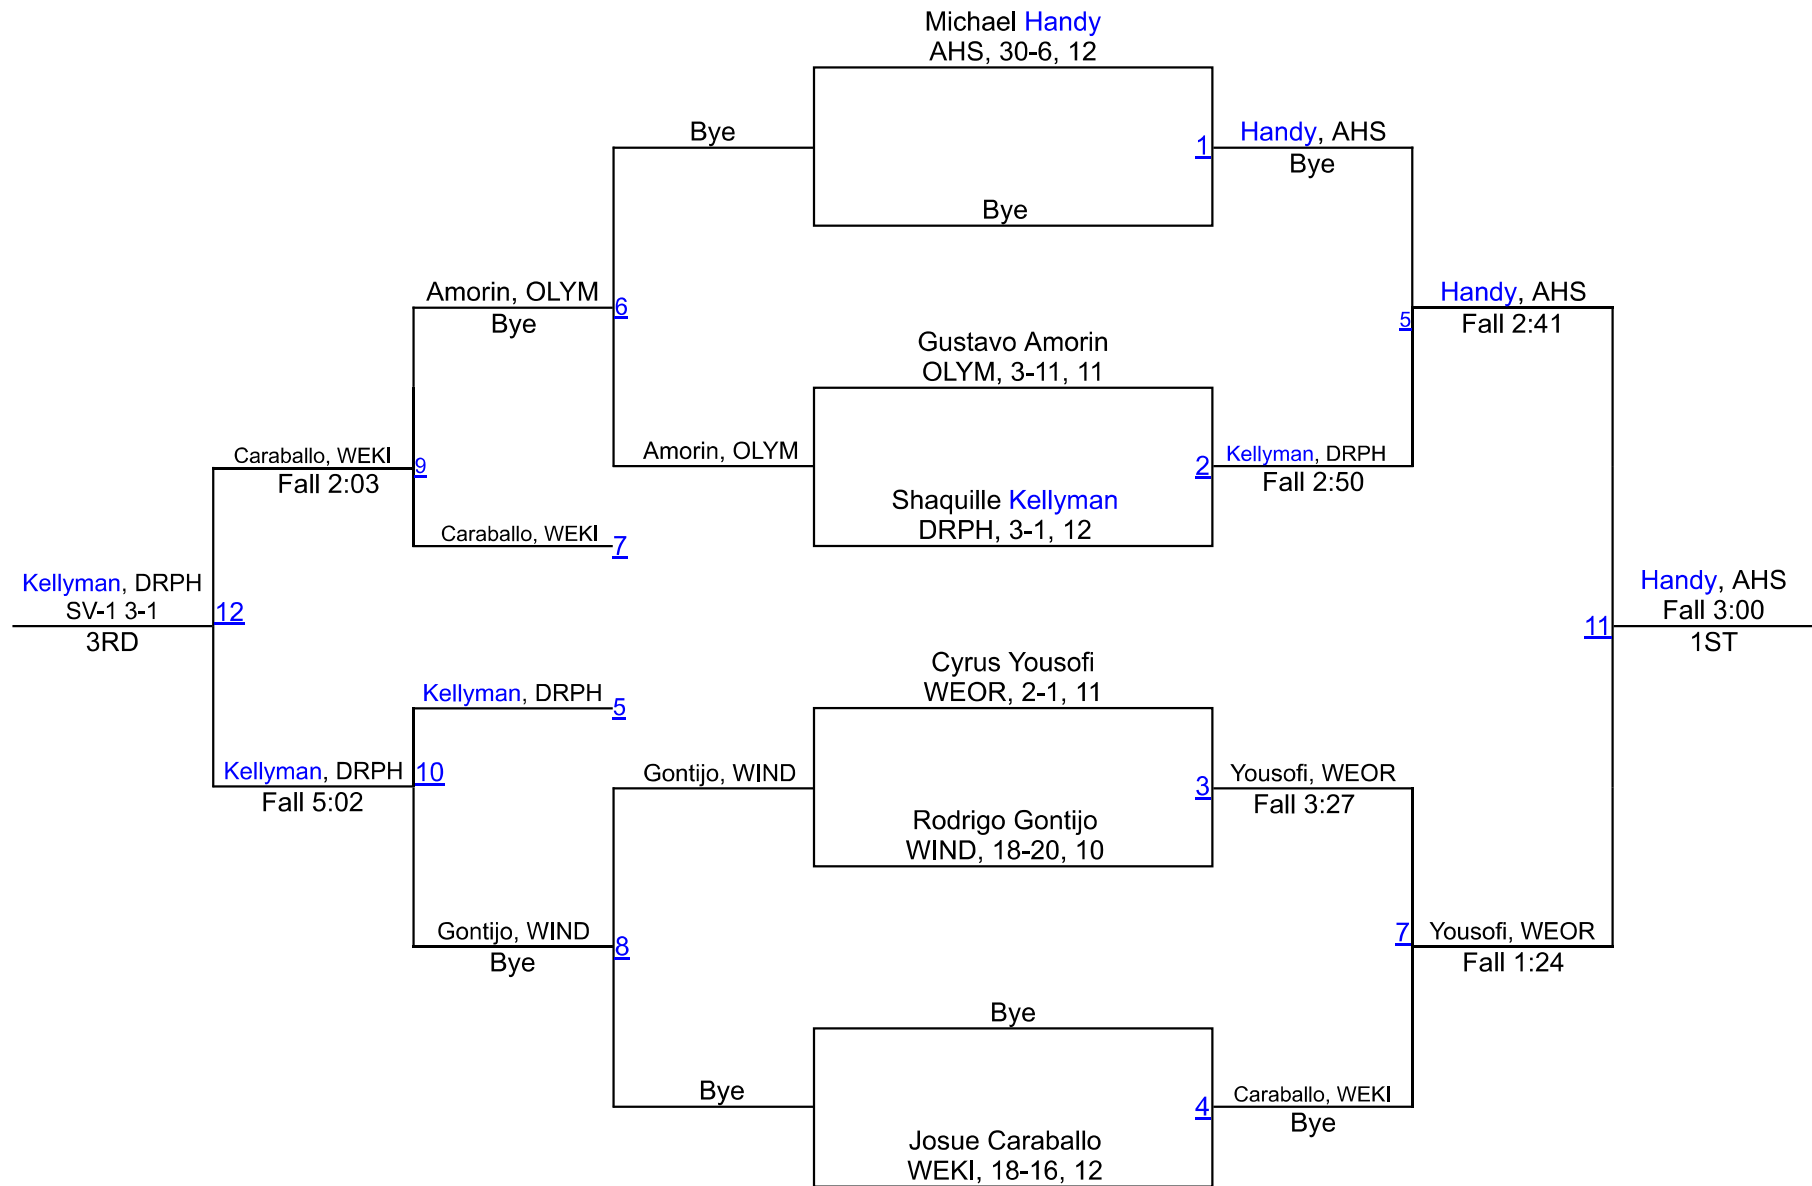 Michael Handy
AHS, 30-6, 12
Bye
1
Handy, AHS
Bye
Bye
Amorin, OLYM
Bye
6
5
Handy, AHS
Fall 2:41
Gustavo Amorin
OLYM, 3-11, 11
Caraballo, WEKI
Fall 2:03
9
Amorin, OLYM
2
Kellyman, DRPH
Fall 2:50
Shaquille Kellyman
DRPH, 3-1, 12
Caraballo, WEKI
7
Kellyman, DRPH
SV-1 3-1
3RD
12
11
Handy, AHS
Fall 3:00
1ST
Cyrus Yousofi
WEOR, 2-1, 11
Kellyman, DRPH
5
Kellyman, DRPH
Fall 5:02
10
Gontijo, WIND
3
Yousofi, WEOR
Fall 3:27
Rodrigo Gontijo
WIND, 18-20, 10
Gontijo, WIND
Bye
8
7
Yousofi, WEOR
Fall 1:24
Bye
Bye
4
Caraballo, WEKI
Bye
Josue Caraballo
WEKI, 18-16, 12